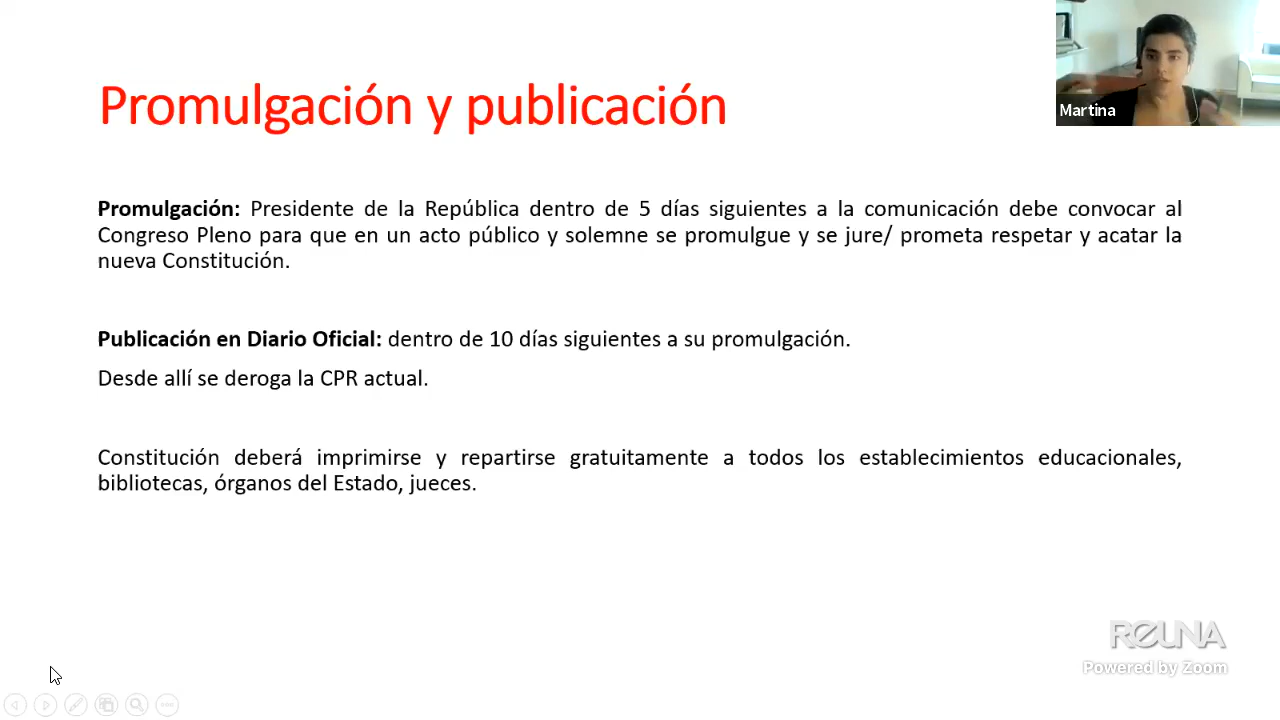 Promulgación y publicación
Martina
Promulgación: Presidente de la República dentro de 5 días siguientes a la comunicación debe convocar al
Congreso Pleno para que en un acto público y solemne se promulgue y se jure/ prometa respetar y acatar la
nueva Constitución.
Publicación en Diario Oficial: dentro de 10 días siguientes a su promulgación.
Desde allí se deroga la CPR actual.
Constitución deberá imprimirse y repartirse gratuitamente a todos los establecimientos educacionales,
bibliotecas, órganos del Estado, jueces.
REUNA
Powered by Zoom